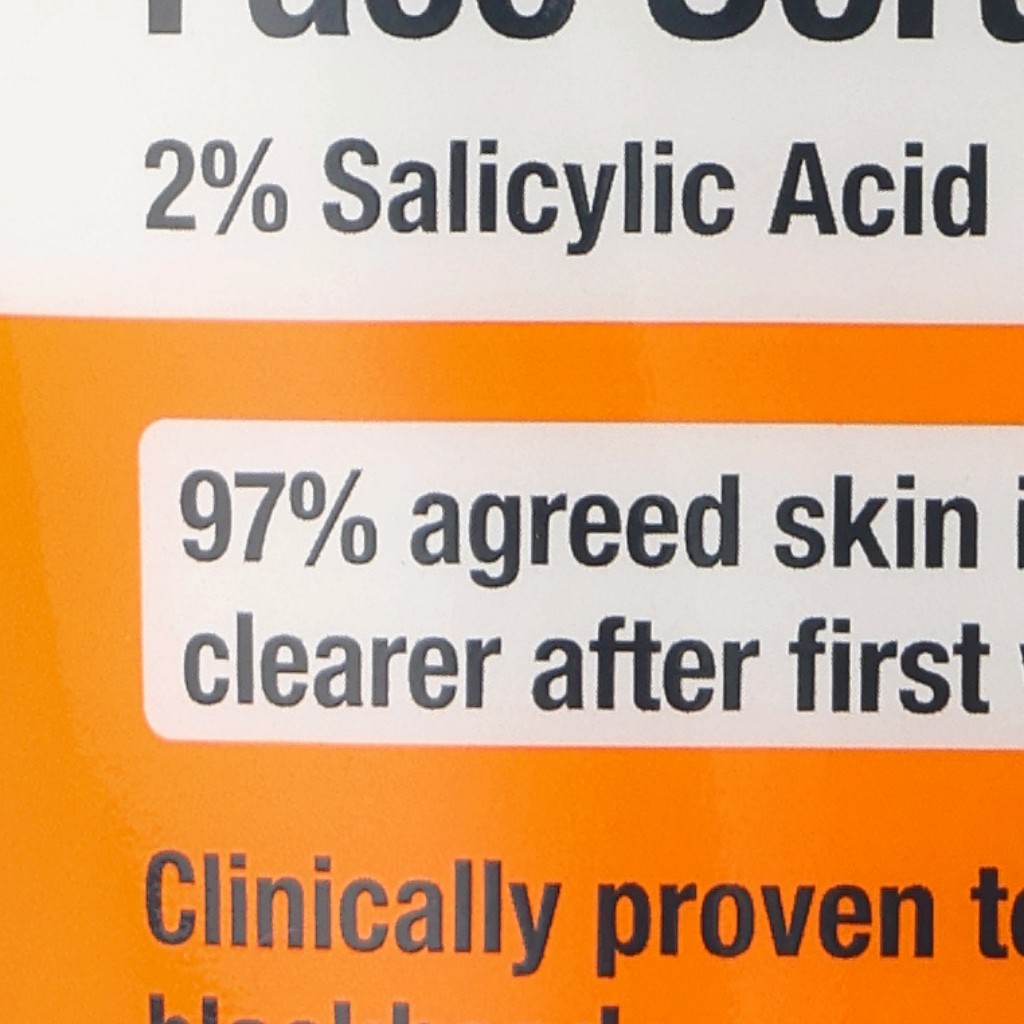 2% Salicylic Acid
97% agreed skin
clearer after first
Clinically proven